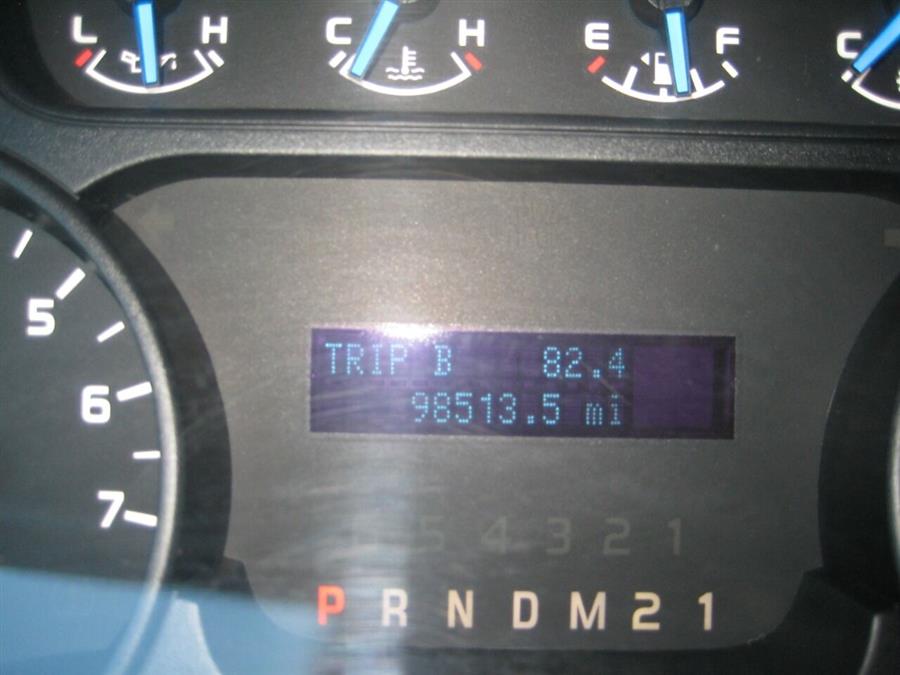 L H C H E F C
TRIP B 82.4
98513.5 mi
5
6
7
5 4 3 2 1
P R N D M 2 1